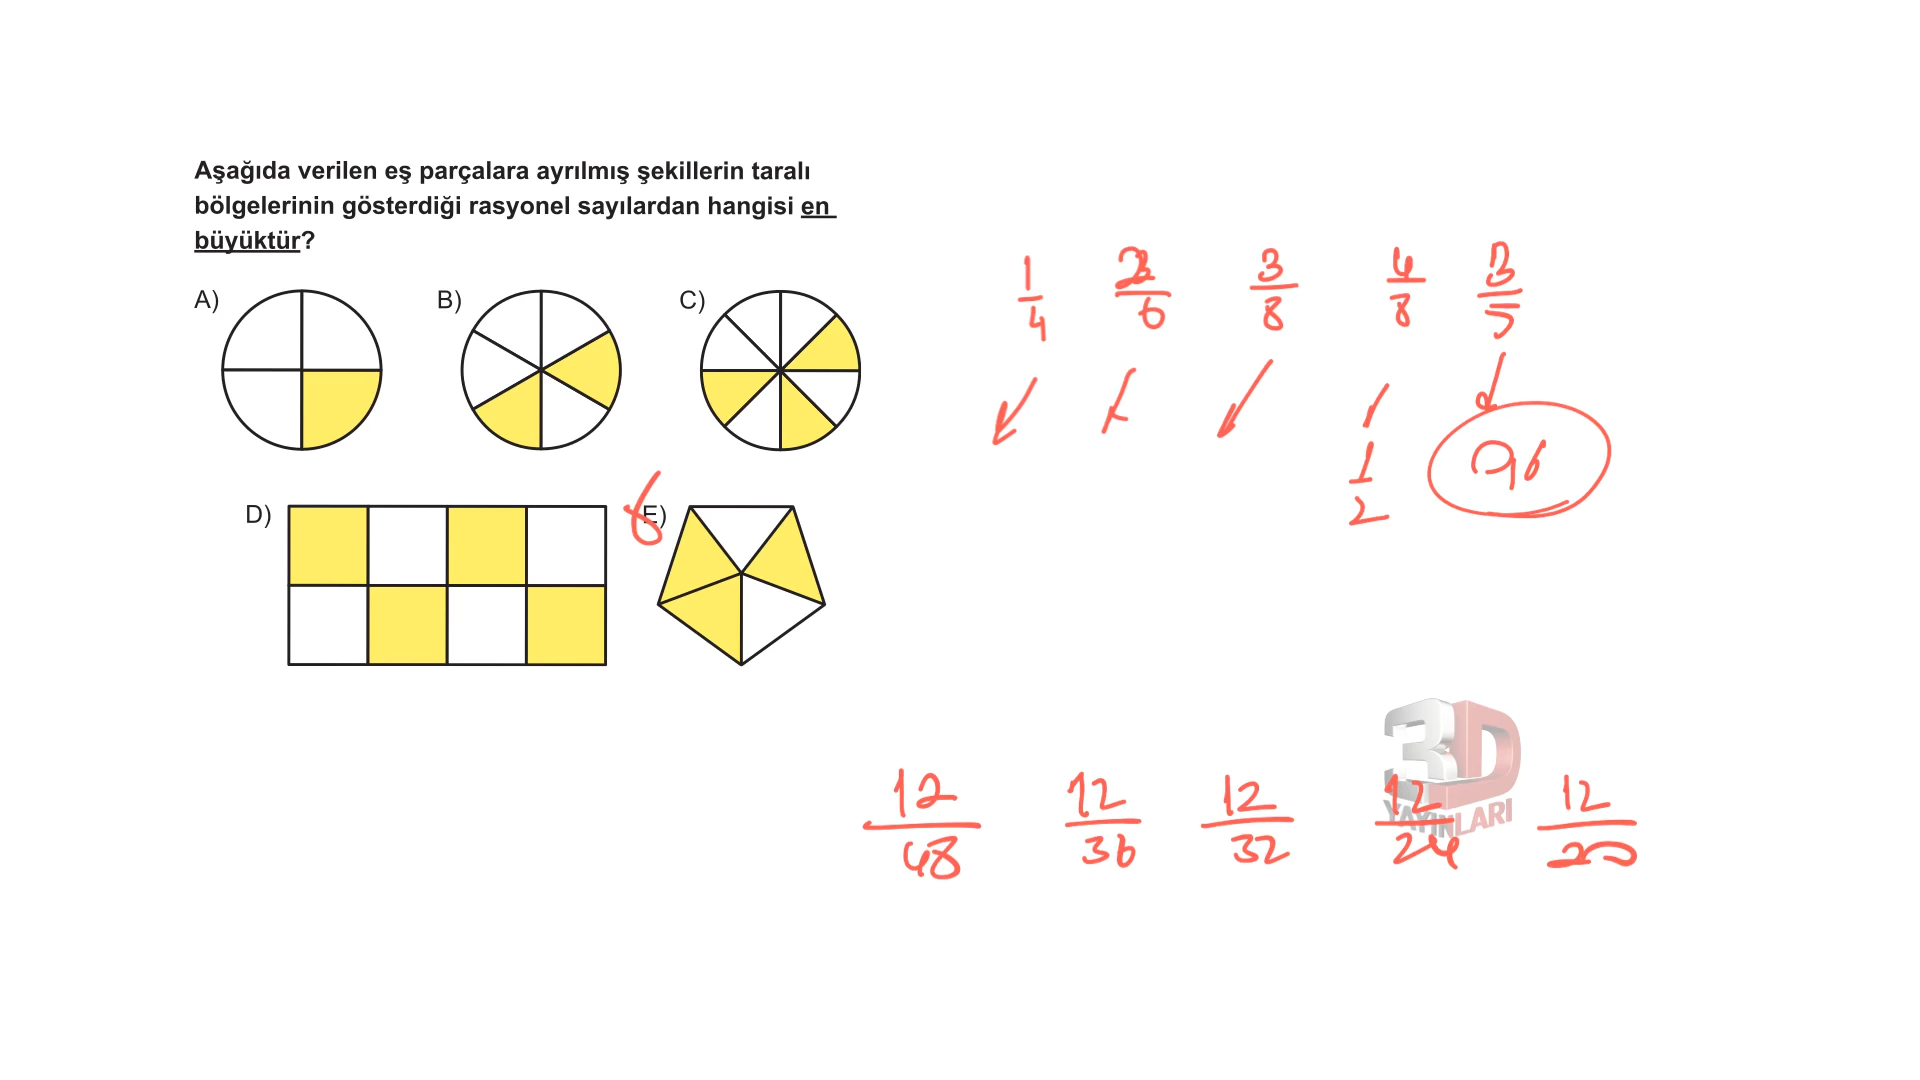 Aşağıda verilen eş parçalara ayrılmış şekillerin taralı
bölgelerinin gösterdiği rasyonel sayılardan hangisi en
büyüktür?
A) B) C)
D) E)
1/4 2/6 3/8 4/8 3/5
1/2
12/48 12/36 12/32 12/24 12/20
3D
YAYINLARI